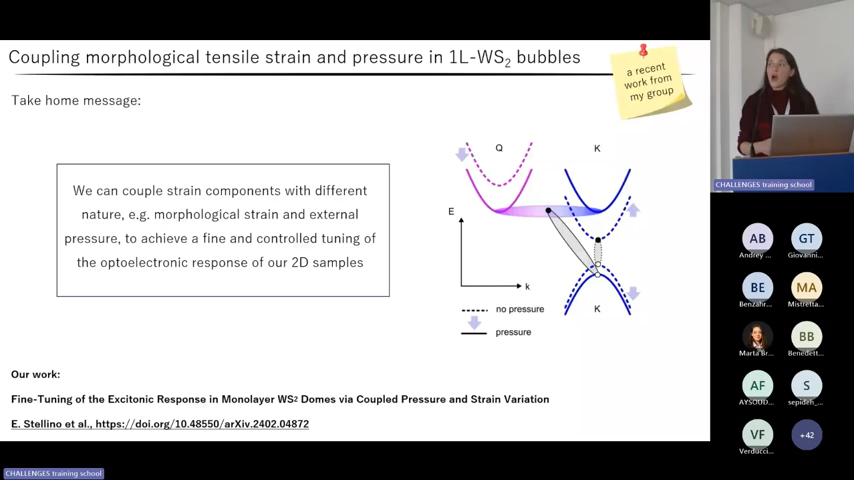 Coupling morphological tensile strain and pressure in 1L-WS2 bubbles
a recent
work from
my group
Take home message:
We can couple strain components with different
nature, e.g. morphological strain and external
pressure, to achieve a fine and controlled tuning of
the optoelectronic response of our 2D samples
Q
K
E
k
K
no pressure
pressure
Our work:
Fine-Tuning of the Excitonic Response in Monolayer WS2 Domes via Coupled Pressure and Strain Variation
E. Stellino et al., https://doi.org/10.48550/arXiv.2402.04872
CHALLENGES training school
AB
GT
Andrey ...
Giovanni...
BE
MA
Benzahr...
Mistretta...
BB
Marta Br...
Benedett...
AF
S
AYSOUD...
sepideh_...
VF
+42
Verducci...
CHALLENGES training school